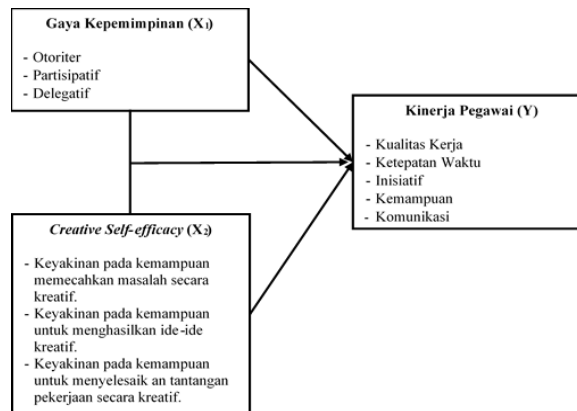 Gaya Kepemimpinan (X₁)
- Otoriter
- Partisipatif
- Delegatif
Kinerja Pegawai (Y)
- Kualitas Kerja
- Ketepatan Waktu
- Inisiatif
- Kemampuan
- Komunikasi
Creative Self-efficacy (X₂)
- Keyakinan pada kemampuan
memecahkan masalah secara
kreatif.
- Keyakinan pada kemampuan
untuk menghasilkan ide-ide
kreatif.
- Keyakinan pada kemampuan
untuk menyelesaik an tantangan
pekerjaan secara kreatif.